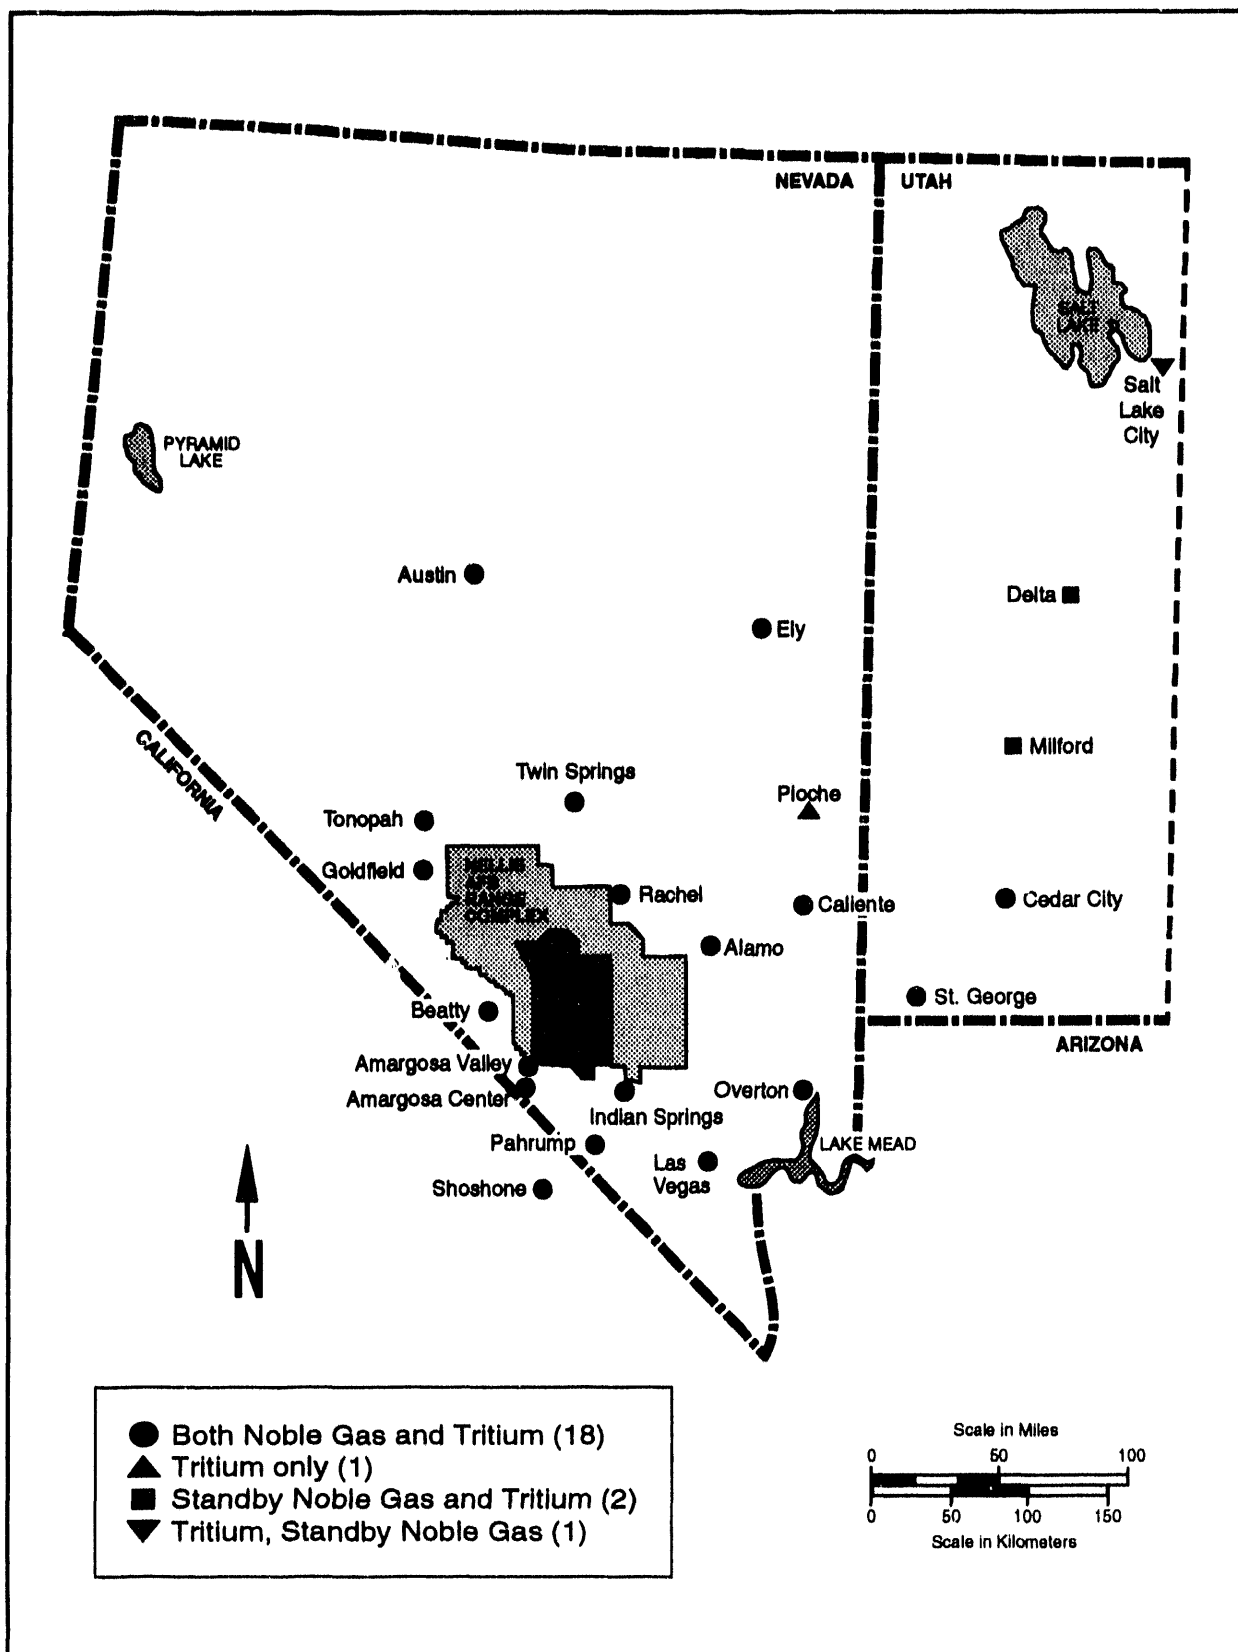 NEVADA
UTAH
SALT
LAKE
Salt
Lake
City
PYRAMID
LAKE
Austin
Delta
Ely
CALIFORNIA
Milford
Twin Springs
Pioche
Tonopah
Goldfield
NELLIS
AFB
RANGE
COMPLEX
Rachel
Caliente
Cedar City
Alamo
St. George
Beatty
ARIZONA
Amargosa Valley
Amargosa Center
Overton
Indian Springs
Pahrump
LAKE MEAD
Las
Vegas
Shoshone
N
Both Noble Gas and Tritium (18)
Tritium only (1)
Standby Noble Gas and Tritium (2)
Tritium, Standby Noble Gas (1)
Scale in Miles
0 50 100
0 50 100 150
Scale in Kilometers